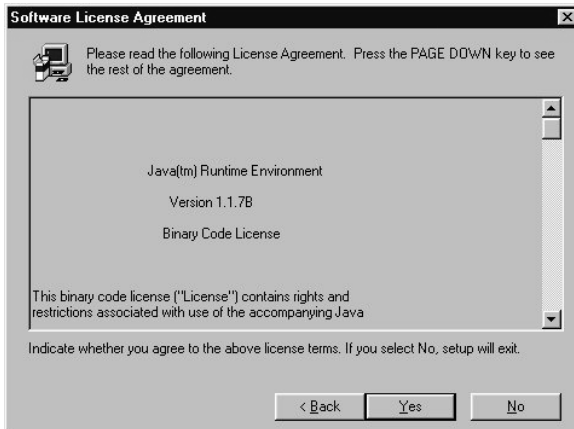 Software License Agreement
Please read the following License Agreement. Press the PAGE DOWN key to see
the rest of the agreement.
Java(tm) Runtime Environment
Version 1.1.7B
Binary Code License
This binary code license ("License") contains rights and
restrictions associated with use of the accompanying Java
Indicate whether you agree to the above license terms. If you select No, setup will exit.
< Back
Yes
No